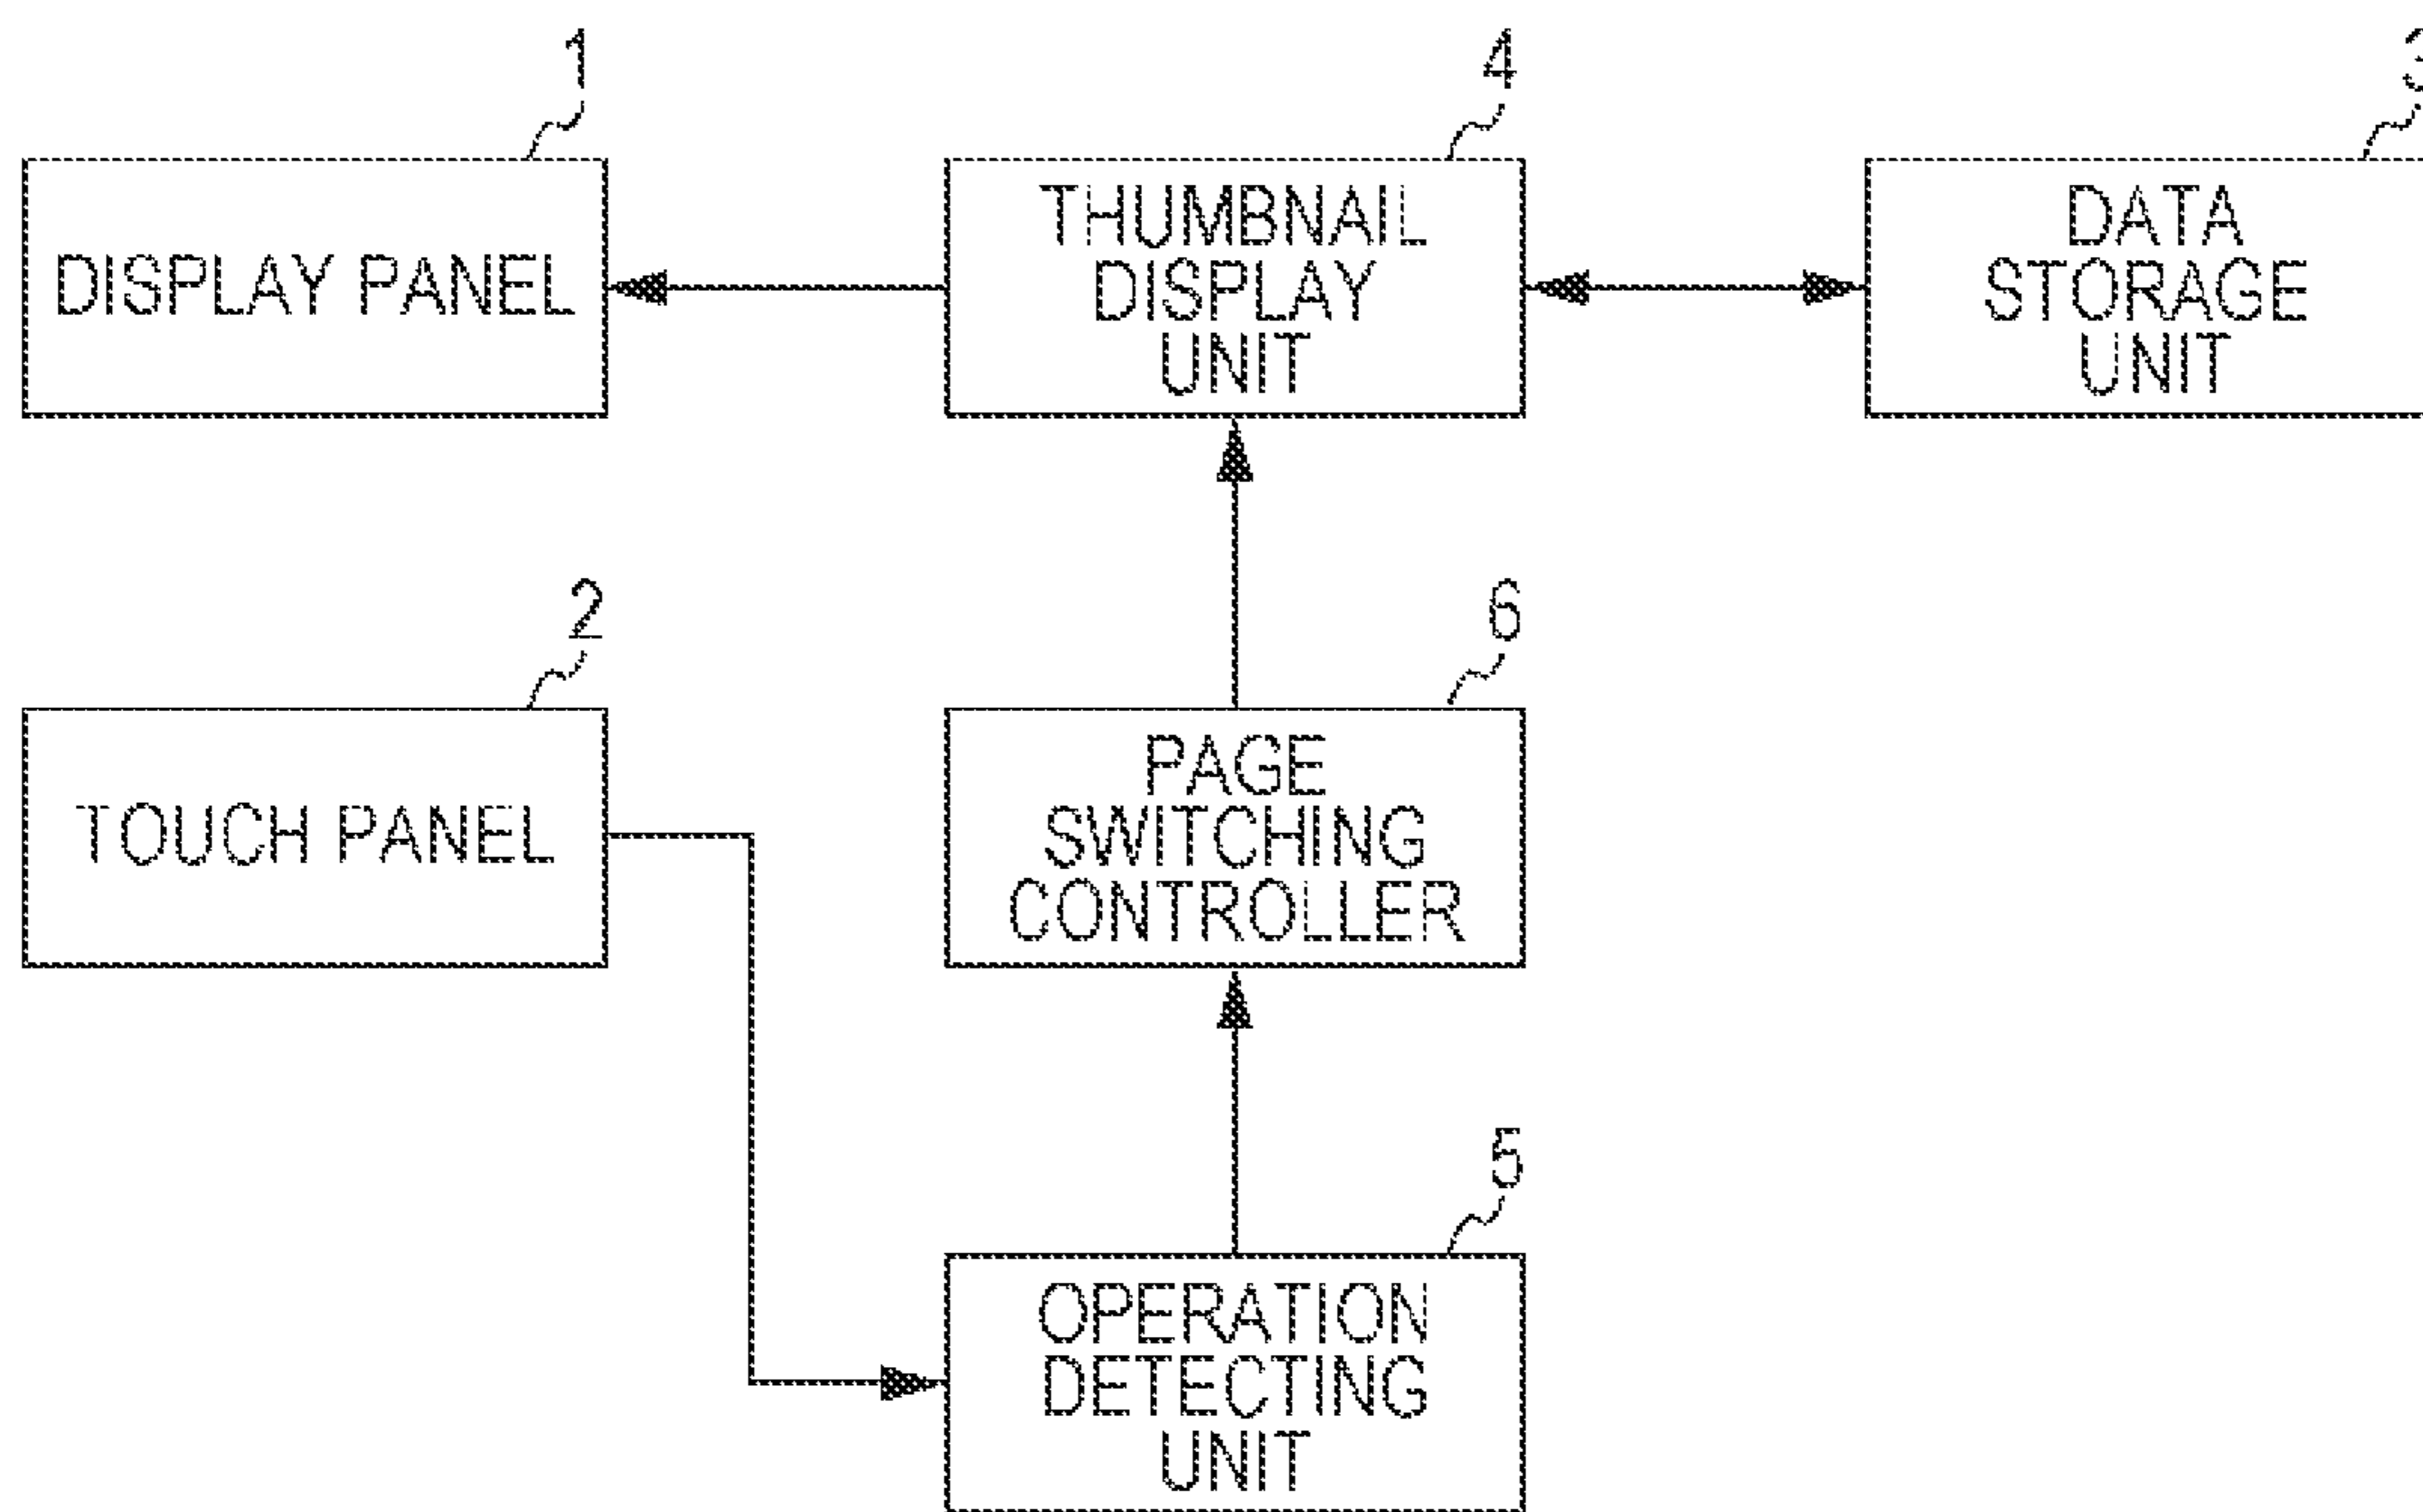 1
4
3
DISPLAY PANEL
THUMBNAIL
DISPLAY
UNIT
DATA
STORAGE
UNIT
2
6
TOUCH PANEL
PAGE
SWITCHING
CONTROLLER
5
OPERATION
DETECTING
UNIT